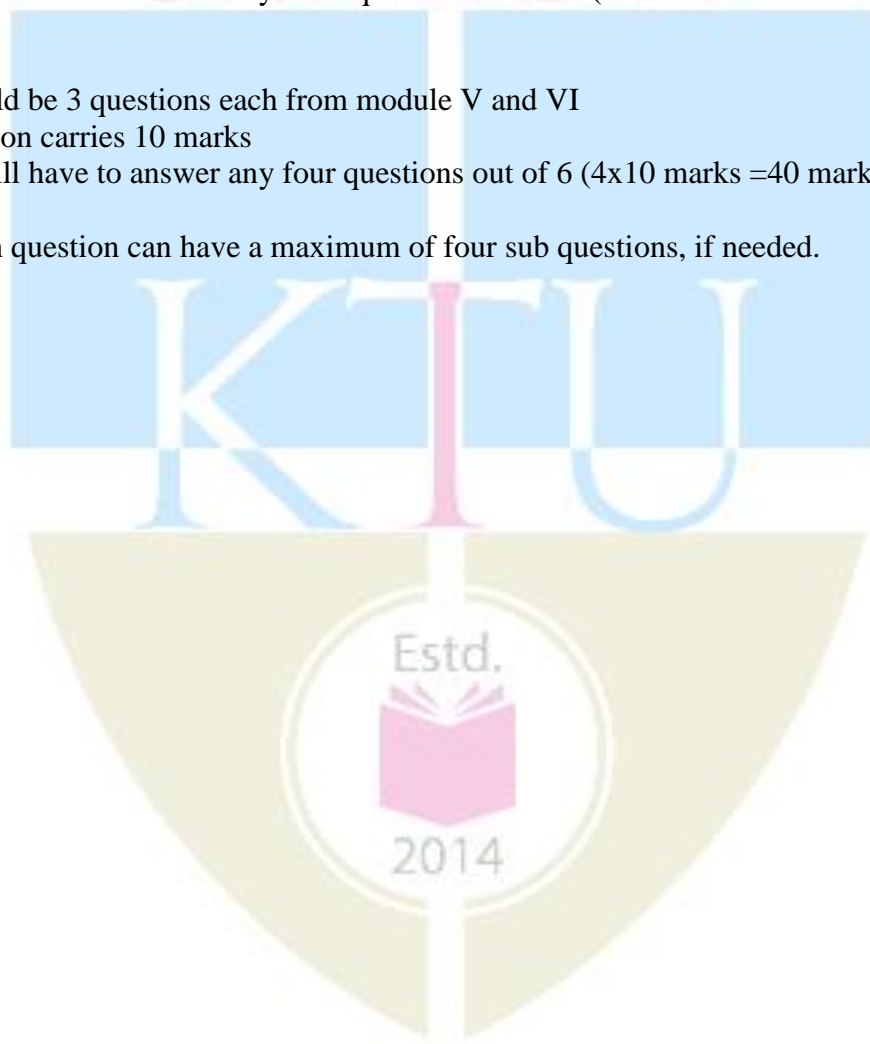 ld be 3 questions each from module V and VI
on carries 10 marks
ll have to answer any four questions out of 6 (4x10 marks =40 mark
question can have a maximum of four sub questions, if needed.
KTU
Estd.
2014